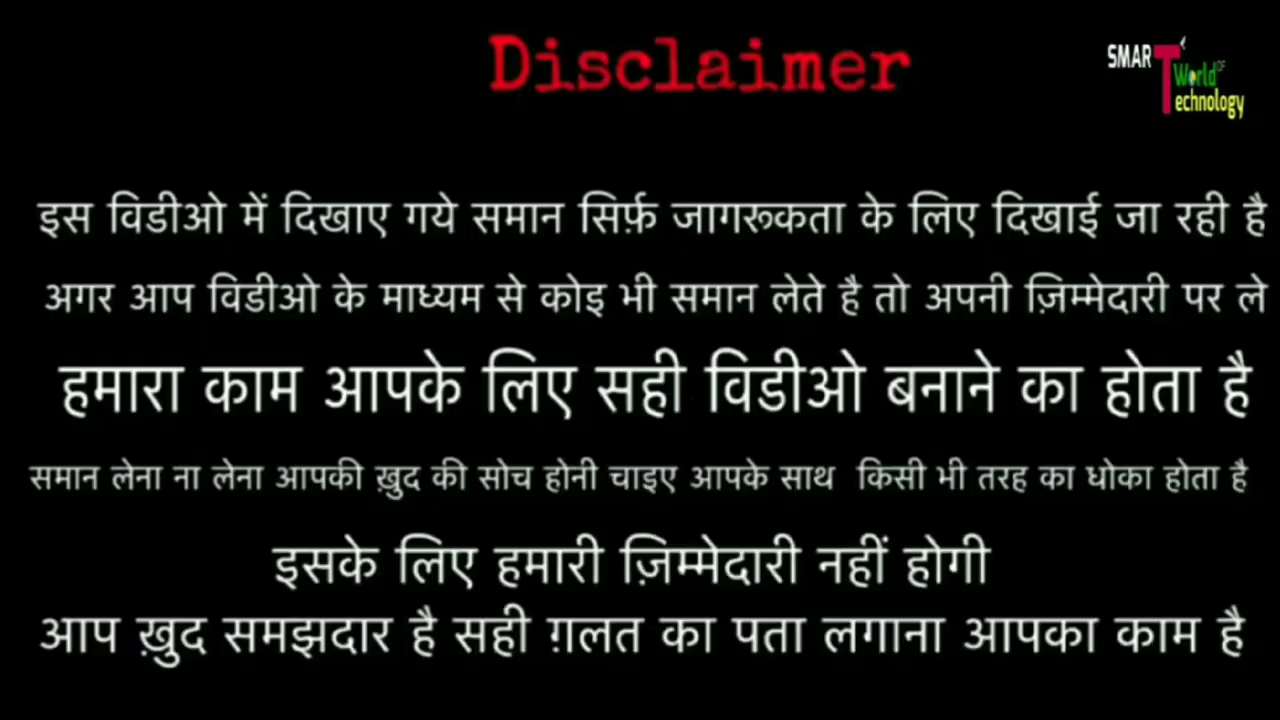 Disclaimer
SMART World OF Technology
इस विडीओ में दिखाए गये समान सिर्फ़ जागरूकता के लिए दिखाई जा रही है
अगर आप विडीओ के माध्यम से कोइ भी समान लेते है तो अपनी ज़िम्मेदारी पर ले
हमारा काम आपके लिए सही विडीओ बनाने का होता है
समान लेना ना लेना आपकी ख़ुद की सोच होनी चाइए आपके साथ किसी भी तरह का धोका होता है
इसके लिए हमारी ज़िम्मेदारी नहीं होगी
आप ख़ुद समझदार है सही ग़लत का पता लगाना आपका काम है